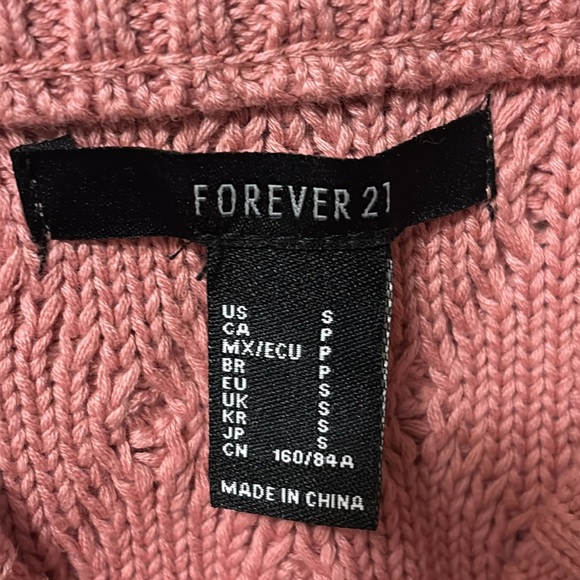 FOREVER 21
US S
CA P
MX/ECU P
BR P
EU S
UK S
KR S
JP S
CN 160/84A
MADE IN CHINA